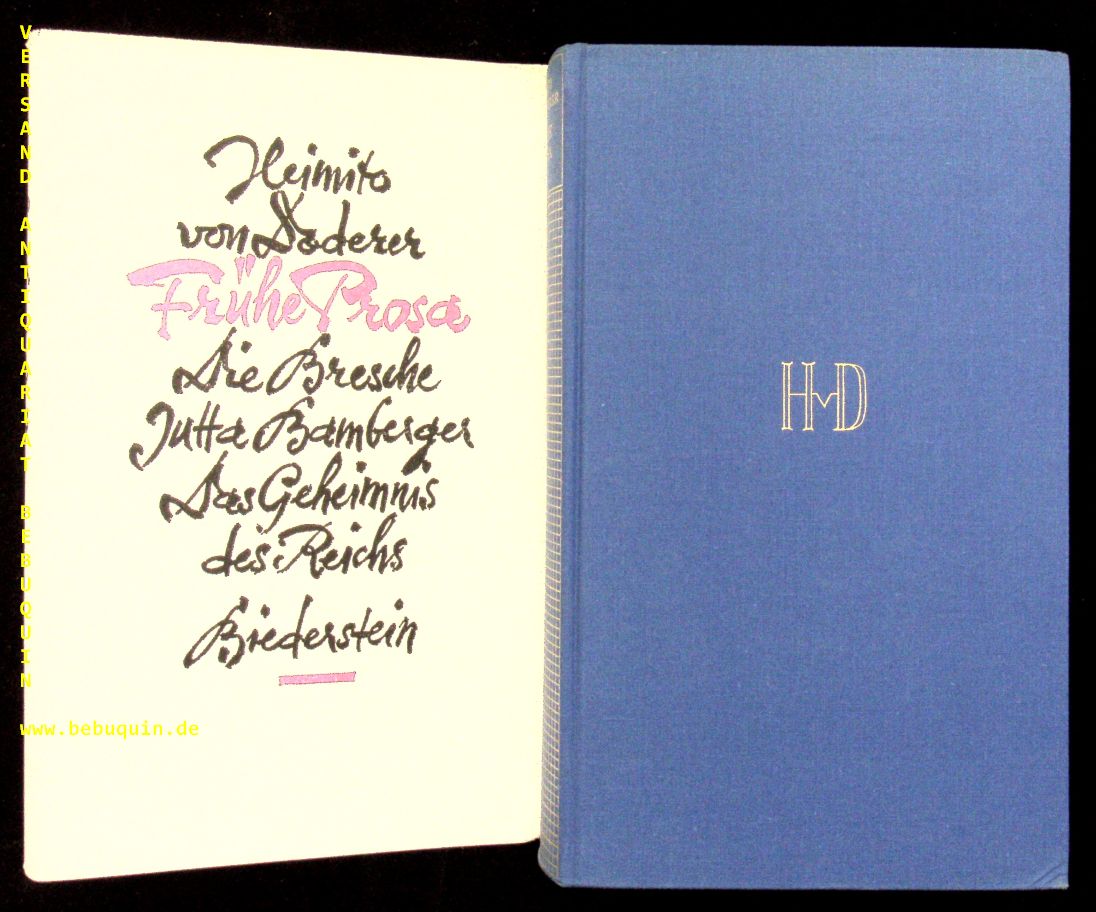 VERSAND ANTIQUARIAT BEBUQUIN
www.bebuquin.de
Heimito
von Doderer
Frühe Prosa
Die Bresche
Jutta Bamberger
Das Geheimnis
des Reichs
Biederstein
HvD